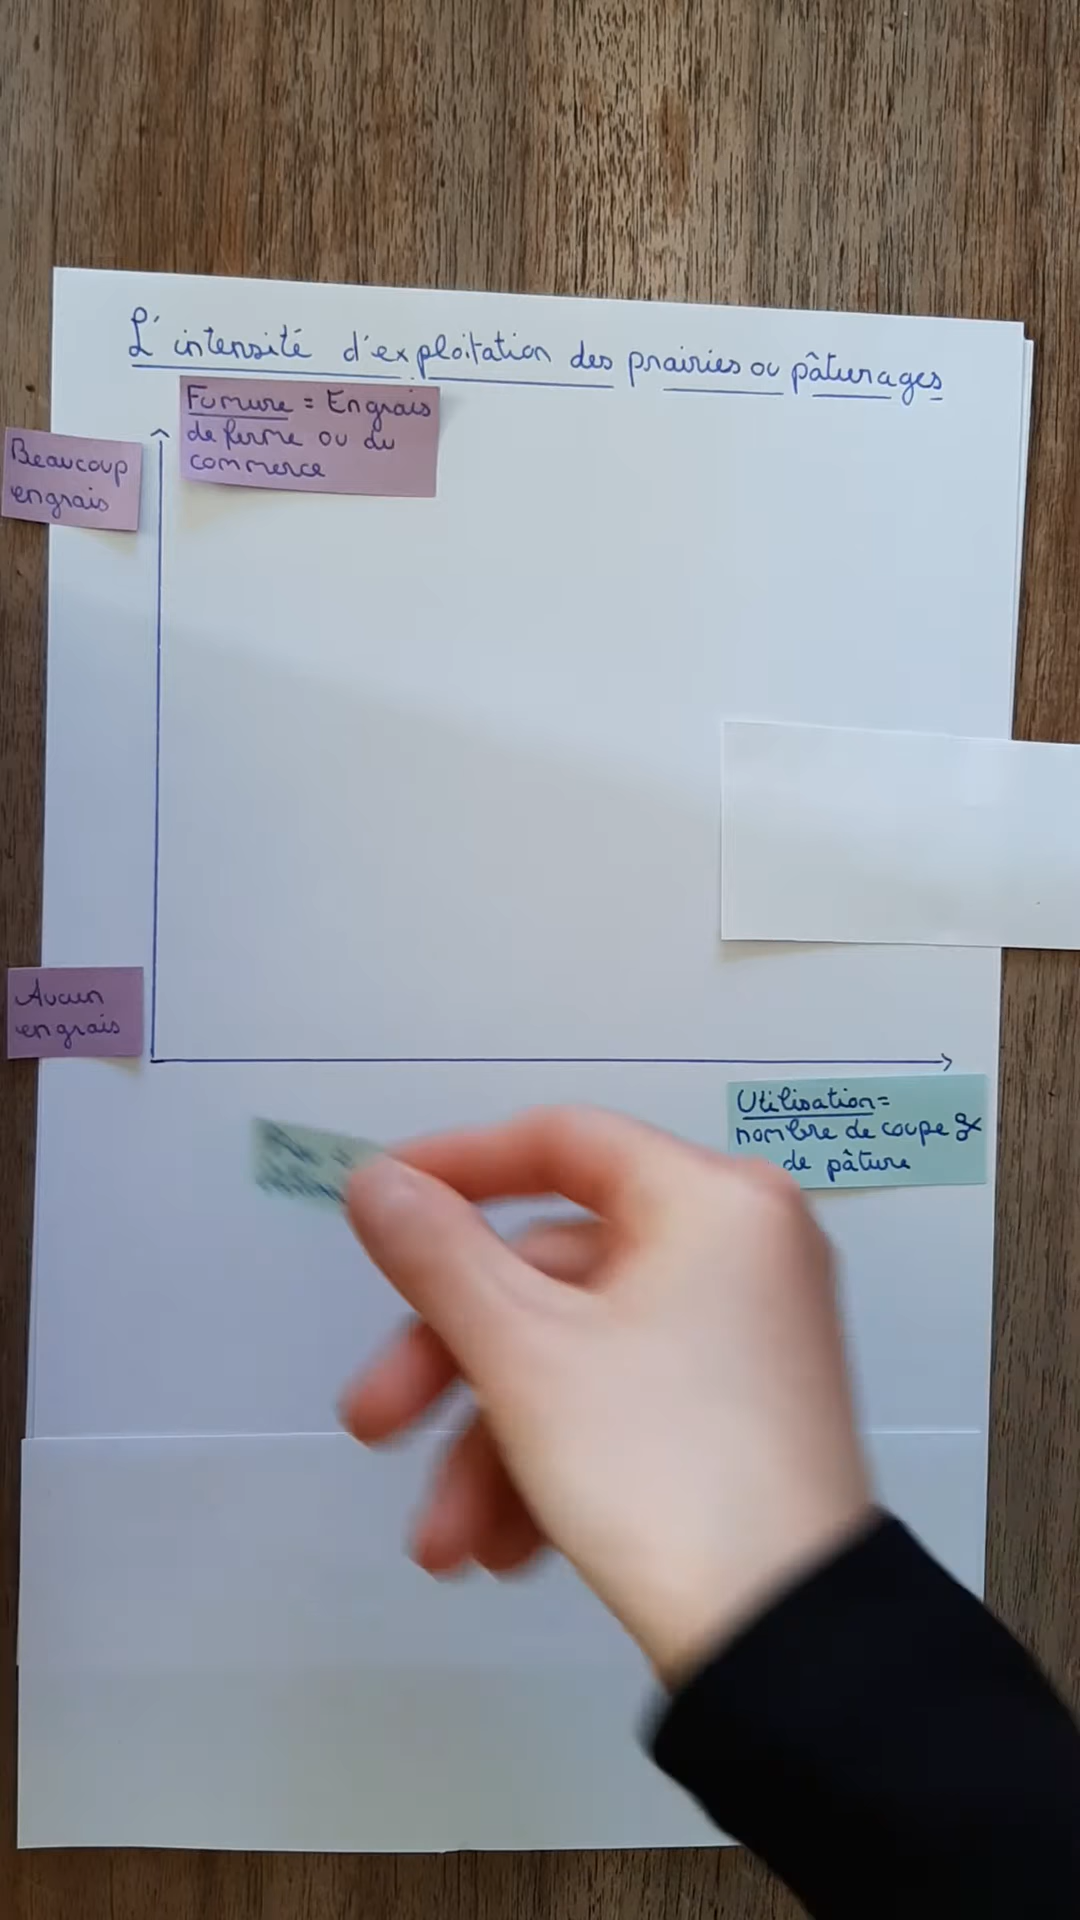 L'intensité d'exploitation des prairies ou pâturages
Fumure = Engrais
de ferme ou du
commerce
Beaucoup
engrais
Aucun
engrais
Utilisation=
nombre de coupe
de pâture